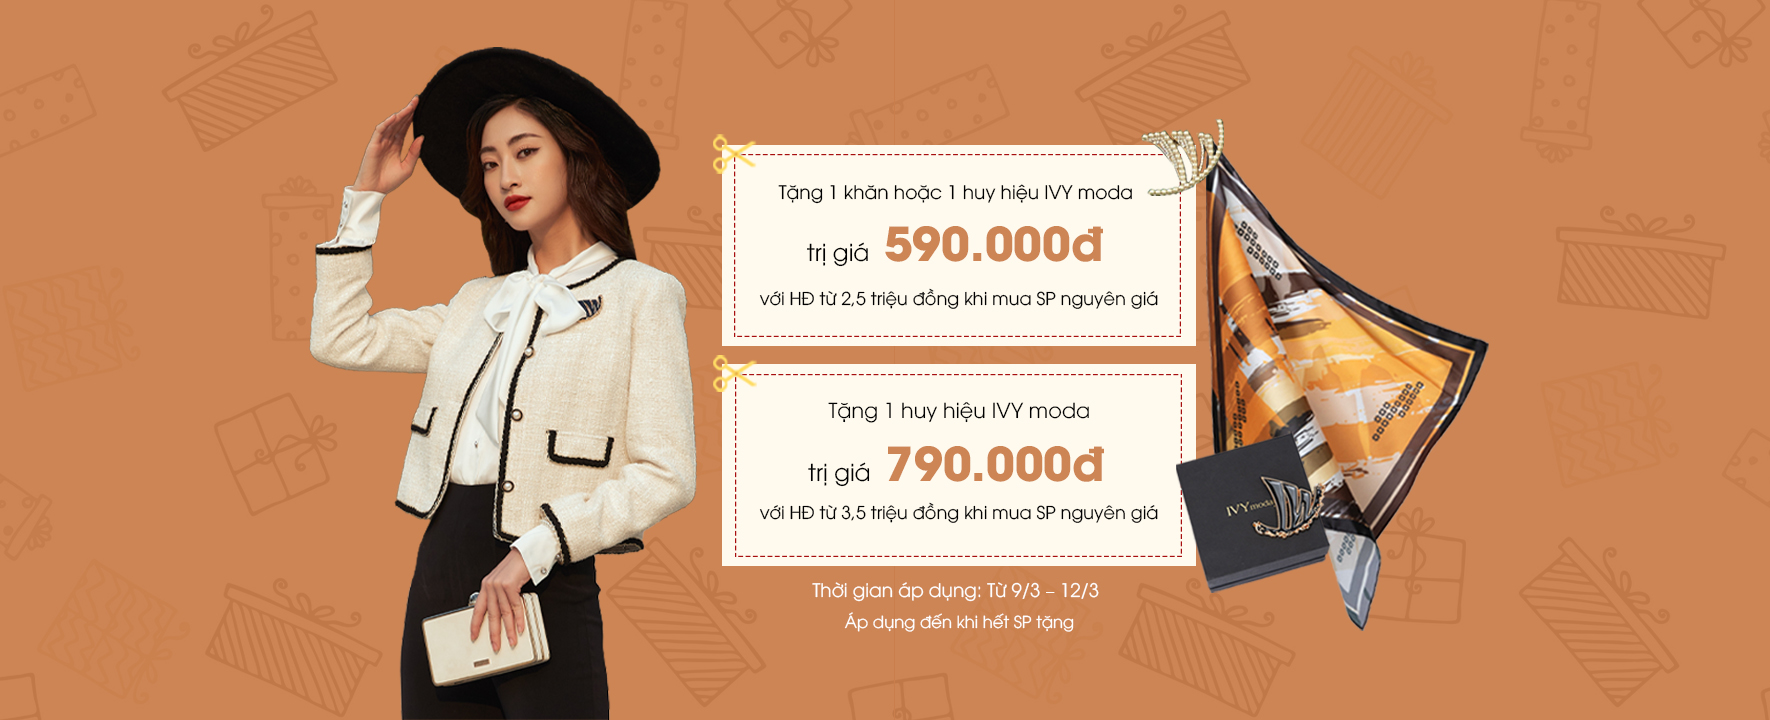 Tặng 1 khăn hoặc 1 huy hiệu IVY moda
trị giá 590.000đ
với HĐ từ 2,5 triệu đồng khi mua SP nguyên giá
Tặng 1 huy hiệu IVY moda
trị giá 790.000đ
với HĐ từ 3,5 triệu đồng khi mua SP nguyên giá
IVY moda
Thời gian áp dụng: Từ 9/3 – 12/3
Áp dụng đến khi hết SP tặng